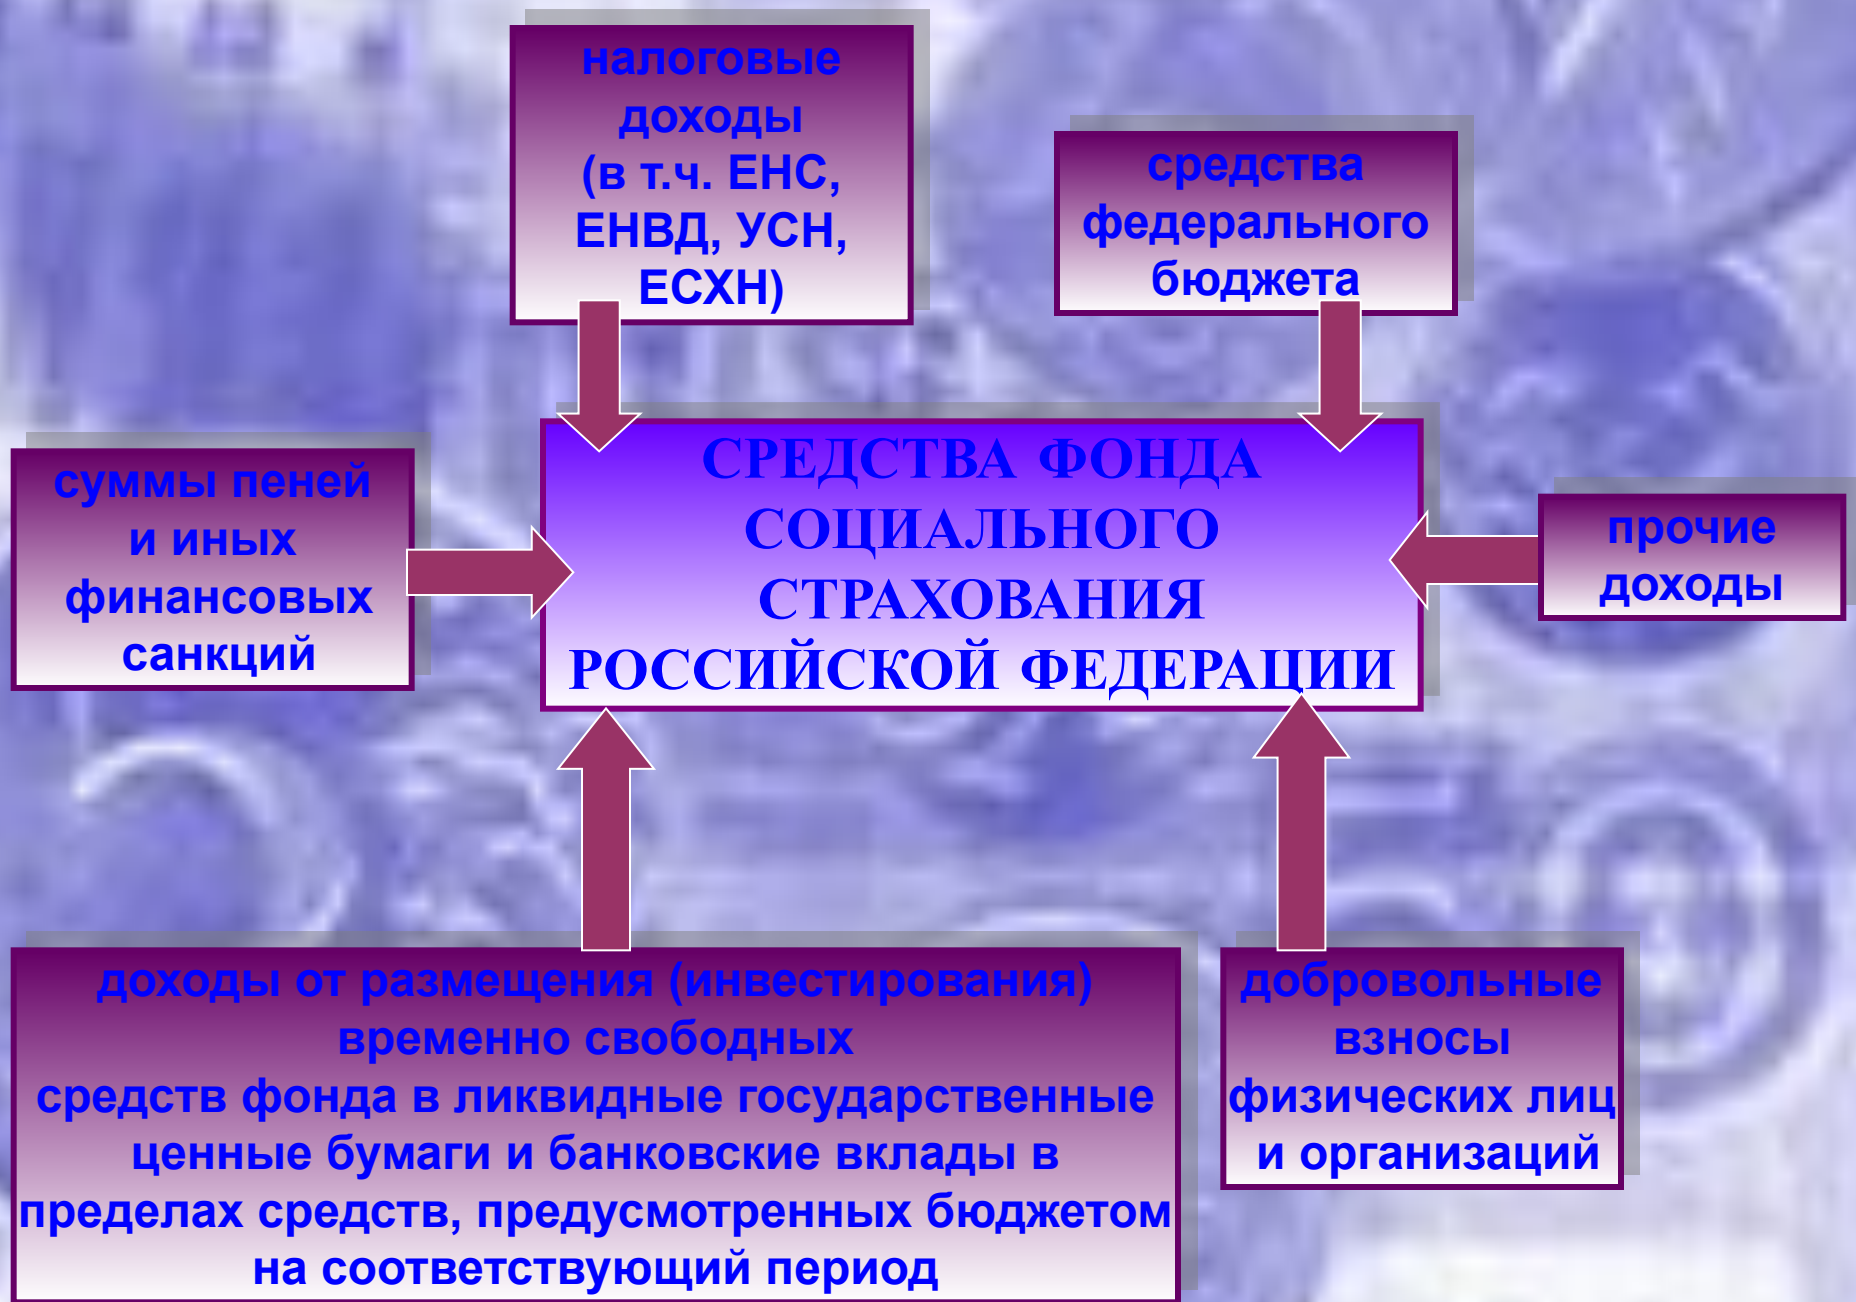 налоговые
доходы
(в т.ч. ЕНС,
ЕНВД, УСН,
ЕСХН)
средства
федерального
бюджета
суммы пеней
и иных
финансовых
санкций
СРЕДСТВА ФОНДА
СОЦИАЛЬНОГО
СТРАХОВАНИЯ
РОССИЙСКОЙ ФЕДЕРАЦИИ
прочие
доходы
доходы от размещения (инвестирования)
временно свободных
средств фонда в ликвидные государственные
ценные бумаги и банковские вклады в
пределах средств, предусмотренных бюджетом
на соответствующий период
добровольные
взносы
физических лиц
и организаций